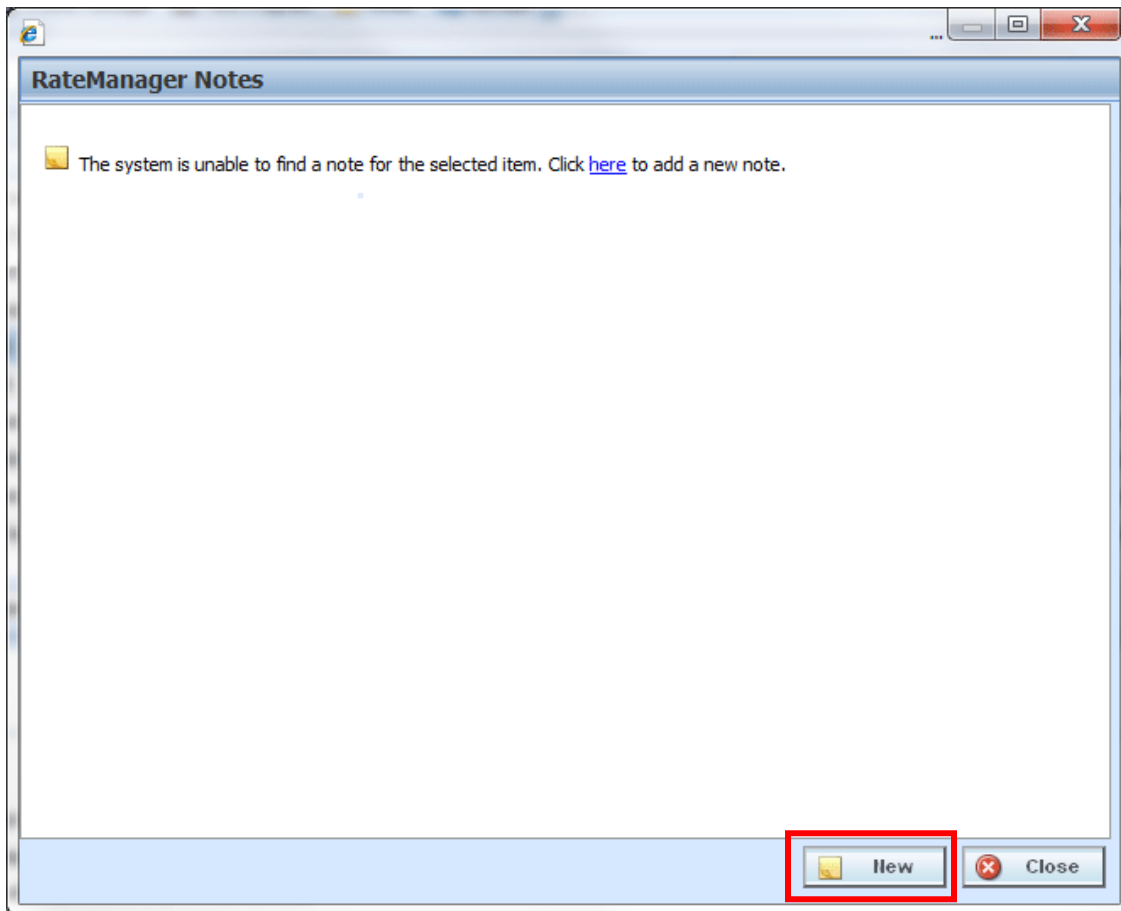 ...
RateManager Notes
The system is unable to find a note for the selected item. Click here to add a new note.
New
Close